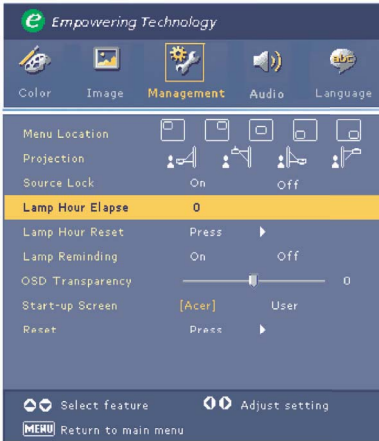 e Empowering Technology
Color Image Management Audio Language
Menu Location
Projection
Source Lock On Off
Lamp Hour Elapse 0
Lamp Hour Reset Press
Lamp Reminding On Off
OSD Transparency 0
Start-up Screen [Acer] User
Reset Press
Select feature Adjust setting
MENU Return to main menu